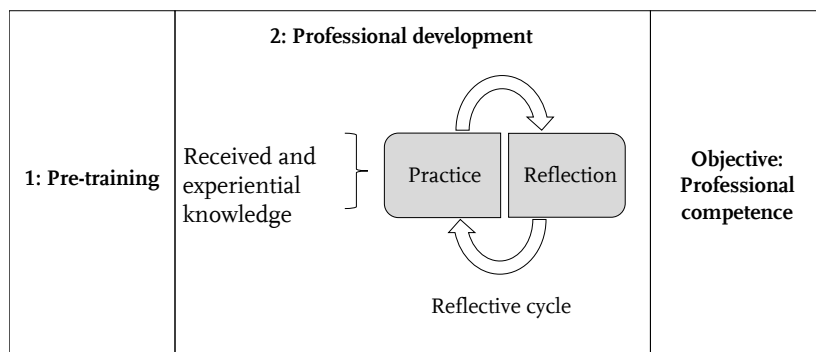 2: Professional development
1: Pre-training
Received and
experiential
knowledge
Practice
Reflection
Reflective cycle
Objective:
Professional
competence